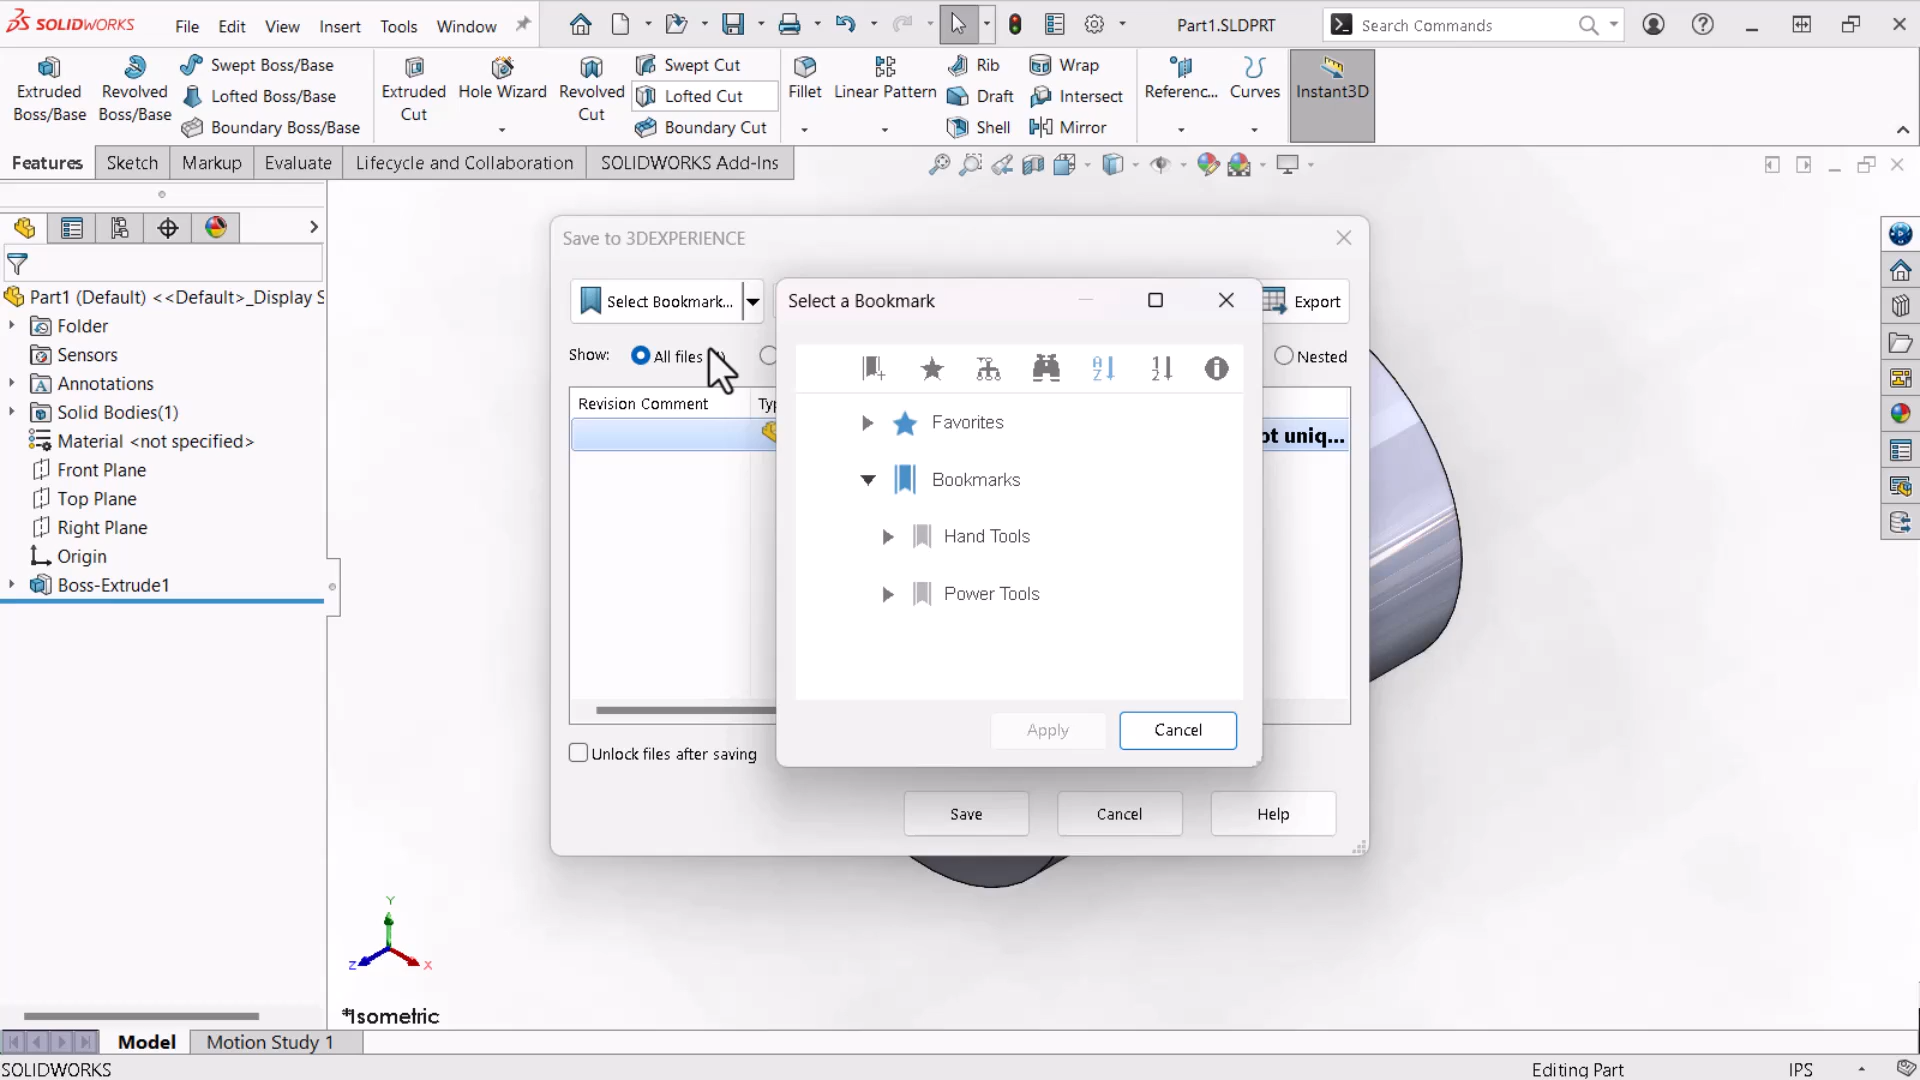 SOLIDWORKS
File Edit View Insert Tools Window
Part1.SLDPRT
Search Commands
Extruded Boss/Base
Revolved Boss/Base
Swept Boss/Base
Lofted Boss/Base
Boundary Boss/Base
Extruded Cut
Hole Wizard
Revolved Cut
Swept Cut
Lofted Cut
Boundary Cut
Fillet
Linear Pattern
Rib
Draft
Shell
Wrap
Intersect
Mirror
Referenc...
Curves
Instant3D
Features Sketch Markup Evaluate Lifecycle and Collaboration SOLIDWORKS Add-Ins
Part1 (Default) <<Default>_Display S
Folder
Sensors
Annotations
Solid Bodies(1)
Material <not specified>
Front Plane
Top Plane
Right Plane
Origin
Boss-Extrude1
Save to 3DEXPERIENCE
Select Bookmark...
Export
Show: All files
Nested
Revision Comment
ot uniq...
Unlock files after saving
Save Cancel Help
Select a Bookmark
Favorites
Bookmarks
Hand Tools
Power Tools
Apply Cancel
Y
Z X
*Isometric
Model Motion Study 1
SOLIDWORKS
Editing Part IPS